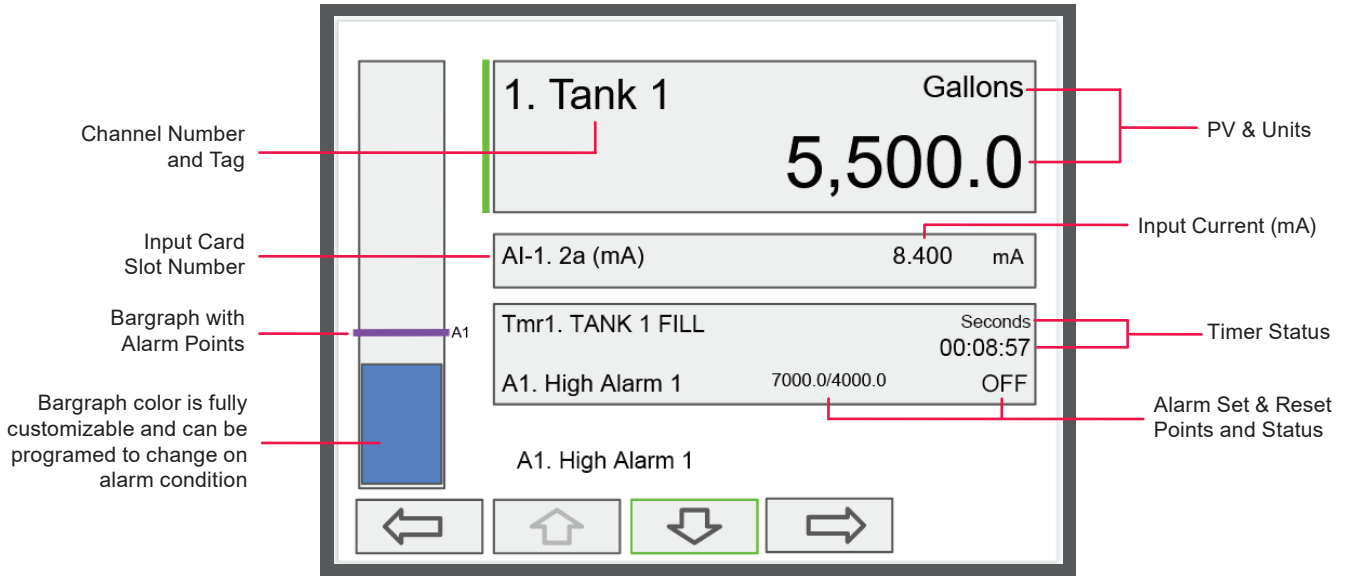 1. Tank 1
Gallons
5,500.0
Channel Number
and Tag
PV & Units
Input Current (mA)
Input Card
Slot Number
AI-1. 2a (mA)
8.400 mA
Bargraph with
Alarm Points
A1
Tmr1. TANK 1 FILL
Seconds
00:08:57
Timer Status
A1. High Alarm 1
7000.0/4000.0
OFF
Alarm Set & Reset
Points and Status
Bargraph color is fully
customizable and can be
programed to change on
alarm condition
A1. High Alarm 1